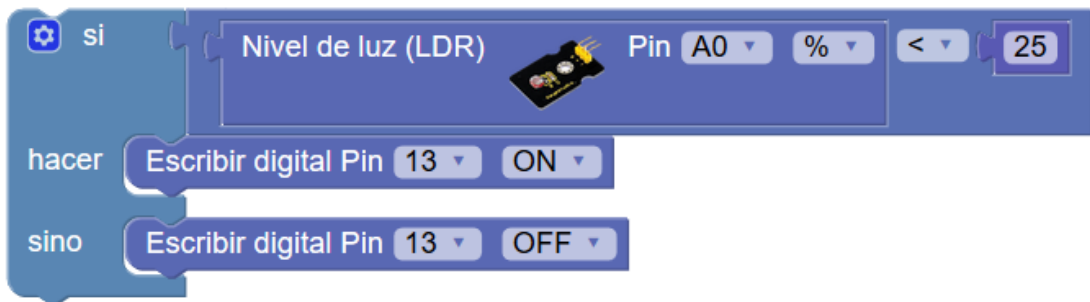 si Nivel de luz (LDR) Pin A0 % < 25
hacer Escribir digital Pin 13 ON
sino Escribir digital Pin 13 OFF